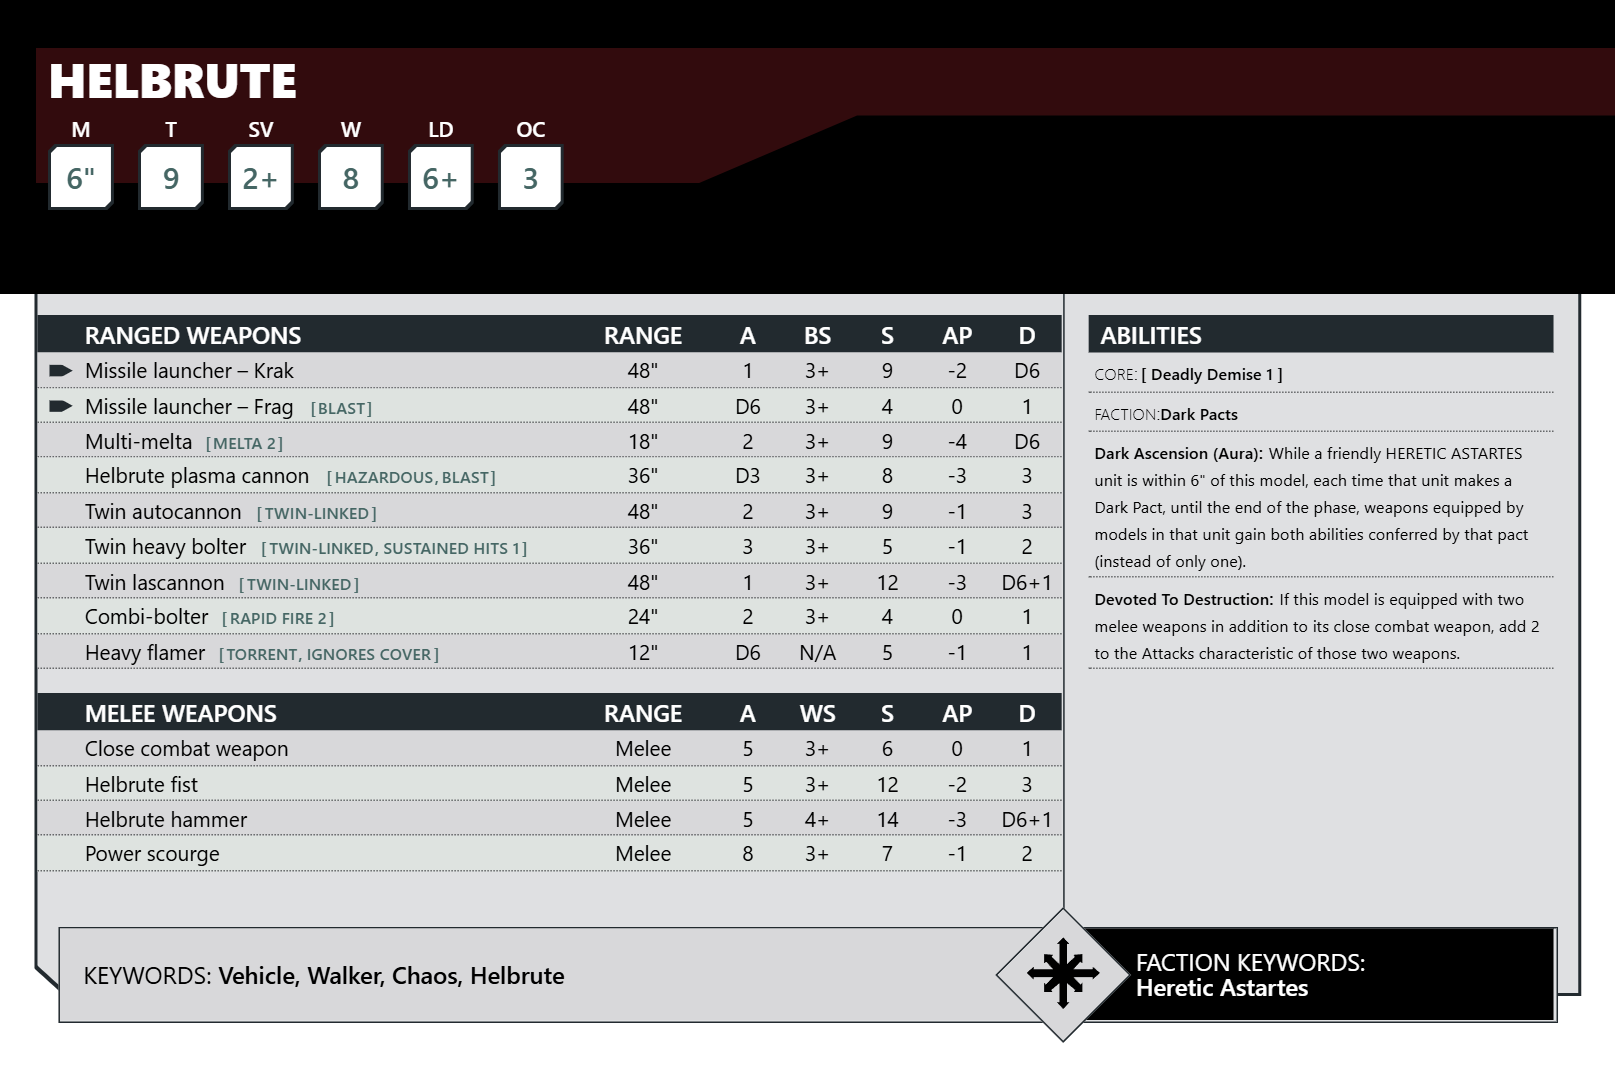 HELBRUTE
M T SV W LD OC
6" 9 2+ 8 6+ 3
RANGED WEAPONS RANGE A BS S AP D
Missile launcher – Krak 48" 1 3+ 9 -2 D6
Missile launcher – Frag [BLAST] 48" D6 3+ 4 0 1
Multi-melta [MELTA 2] 18" 2 3+ 9 -4 D6
Helbrute plasma cannon [HAZARDOUS, BLAST] 36" D3 3+ 8 -3 3
Twin autocannon [TWIN-LINKED] 48" 2 3+ 9 -1 3
Twin heavy bolter [TWIN-LINKED, SUSTAINED HITS 1] 36" 3 3+ 5 -1 2
Twin lascannon [TWIN-LINKED] 48" 1 3+ 12 -3 D6+1
Combi-bolter [RAPID FIRE 2] 24" 2 3+ 4 0 1
Heavy flamer [TORRENT, IGNORES COVER] 12" D6 N/A 5 -1 1
MELEE WEAPONS RANGE A WS S AP D
Close combat weapon Melee 5 3+ 6 0 1
Helbrute fist Melee 5 3+ 12 -2 3
Helbrute hammer Melee 5 4+ 14 -3 D6+1
Power scourge Melee 8 3+ 7 -1 2
ABILITIES
CORE: [ Deadly Demise 1 ]
FACTION:Dark Pacts
Dark Ascension (Aura): While a friendly HERETIC ASTARTES
unit is within 6" of this model, each time that unit makes a
Dark Pact, until the end of the phase, weapons equipped by
models in that unit gain both abilities conferred by that pact
(instead of only one).
Devoted To Destruction: If this model is equipped with two
melee weapons in addition to its close combat weapon, add 2
to the Attacks characteristic of those two weapons.
KEYWORDS: Vehicle, Walker, Chaos, Helbrute
FACTION KEYWORDS:
Heretic Astartes